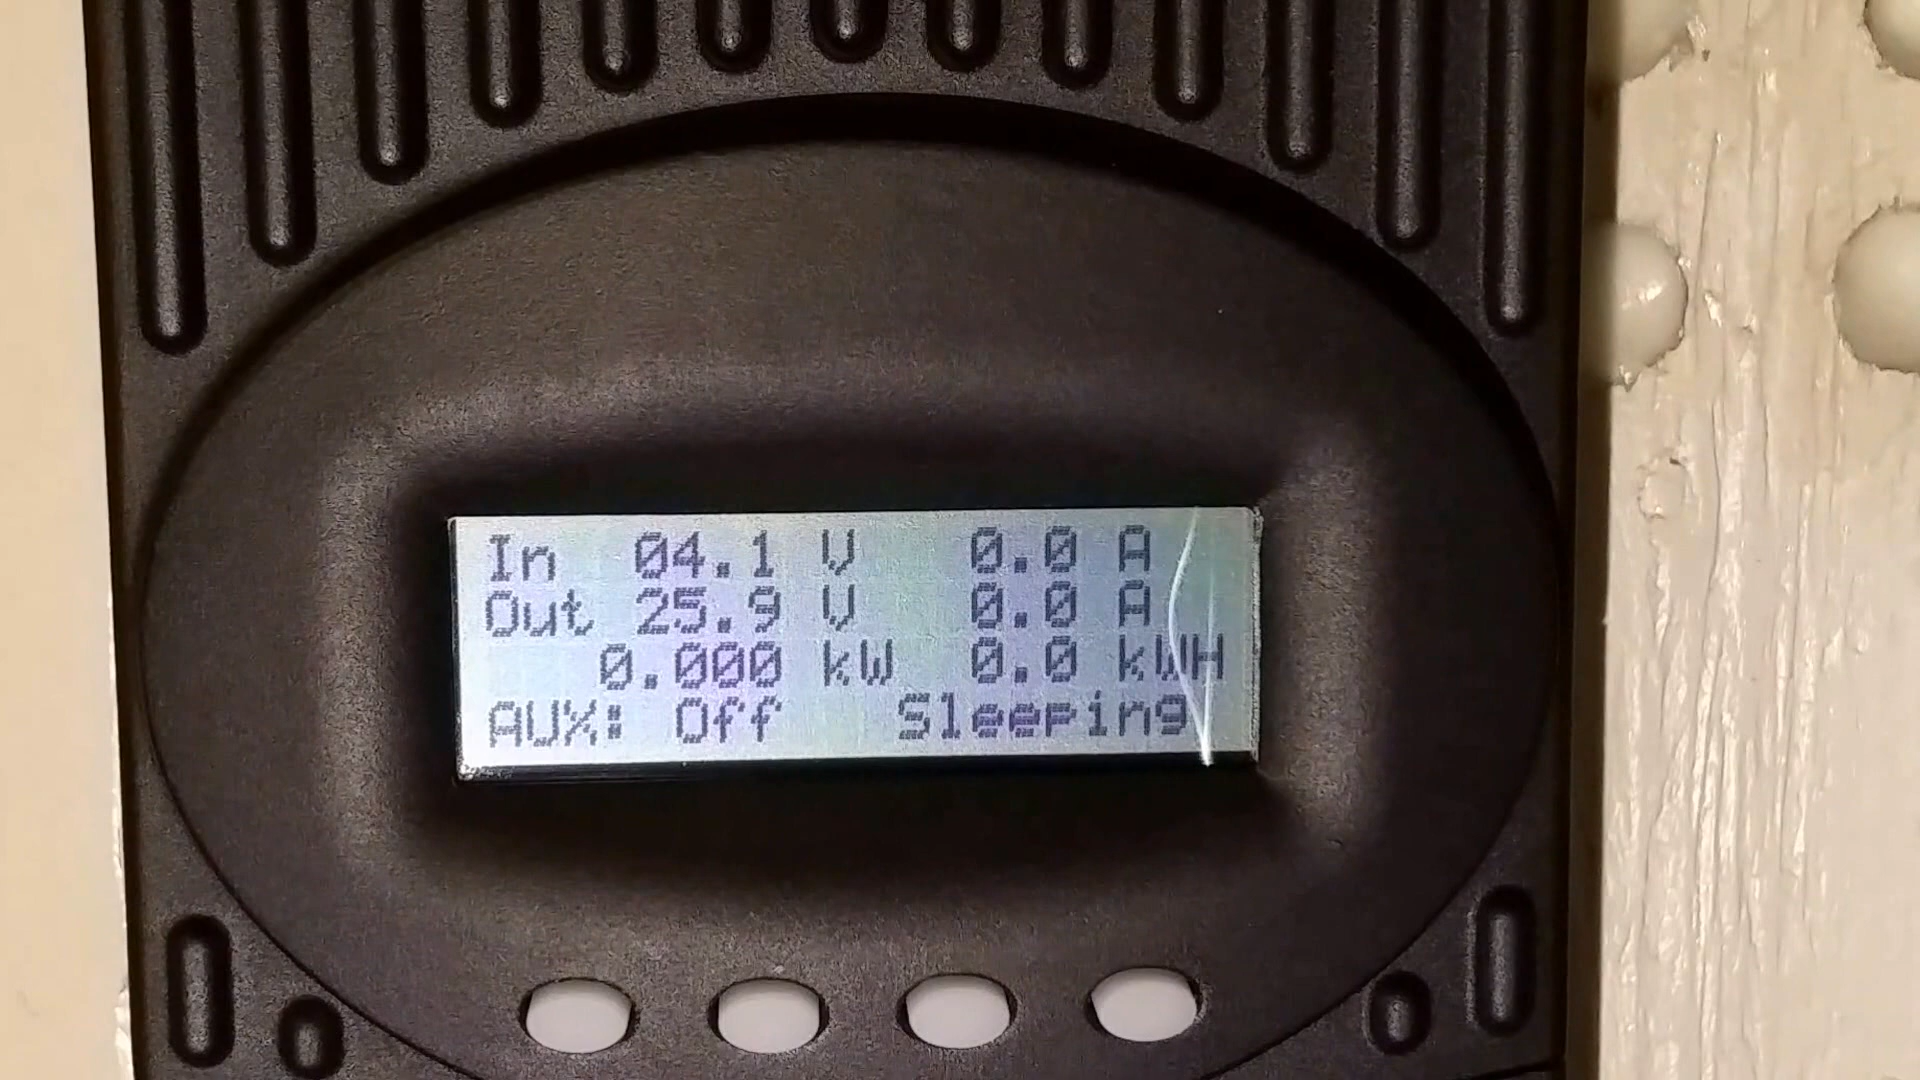 In 04.1 V 0.0 A
Out 25.9 V 0.0 A
0.000 kW 0.0 kWH
AUX: Off Sleeping